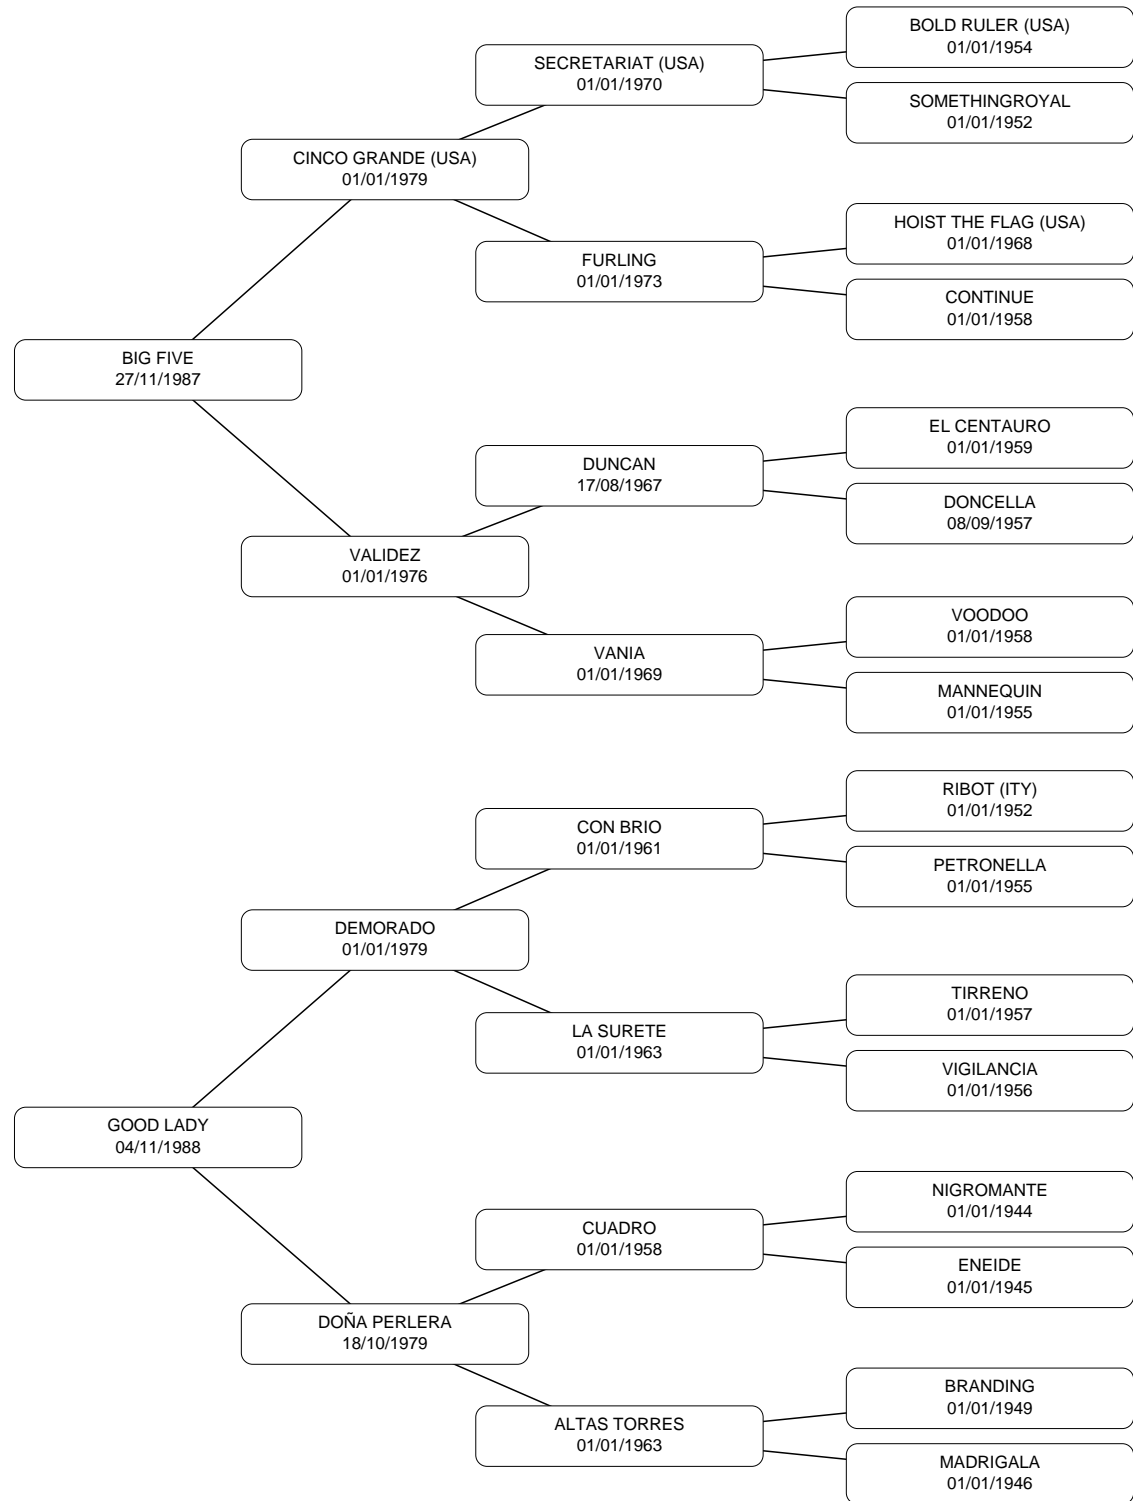 BOLD RULER (USA)
01/01/1954
SECRETARIAT (USA)
01/01/1970
SOMETHINGROYAL
01/01/1952
CINCO GRANDE (USA)
01/01/1979
HOIST THE FLAG (USA)
01/01/1968
FURLING
01/01/1973
CONTINUE
01/01/1958
BIG FIVE
27/11/1987
EL CENTAURO
01/01/1959
DUNCAN
17/08/1967
DONCELLA
08/09/1957
VALIDEZ
01/01/1976
VOODOO
01/01/1958
VANIA
01/01/1969
MANNEQUIN
01/01/1955
RIBOT (ITY)
01/01/1952
CON BRIO
01/01/1961
PETRONELLA
01/01/1955
DEMORADO
01/01/1979
TIRRENO
01/01/1957
LA SURETE
01/01/1963
VIGILANCIA
01/01/1956
GOOD LADY
04/11/1988
NIGROMANTE
01/01/1944
CUADRO
01/01/1958
ENEIDE
01/01/1945
DOÑA PERLERA
18/10/1979
BRANDING
01/01/1949
ALTAS TORRES
01/01/1963
MADRIGALA
01/01/1946